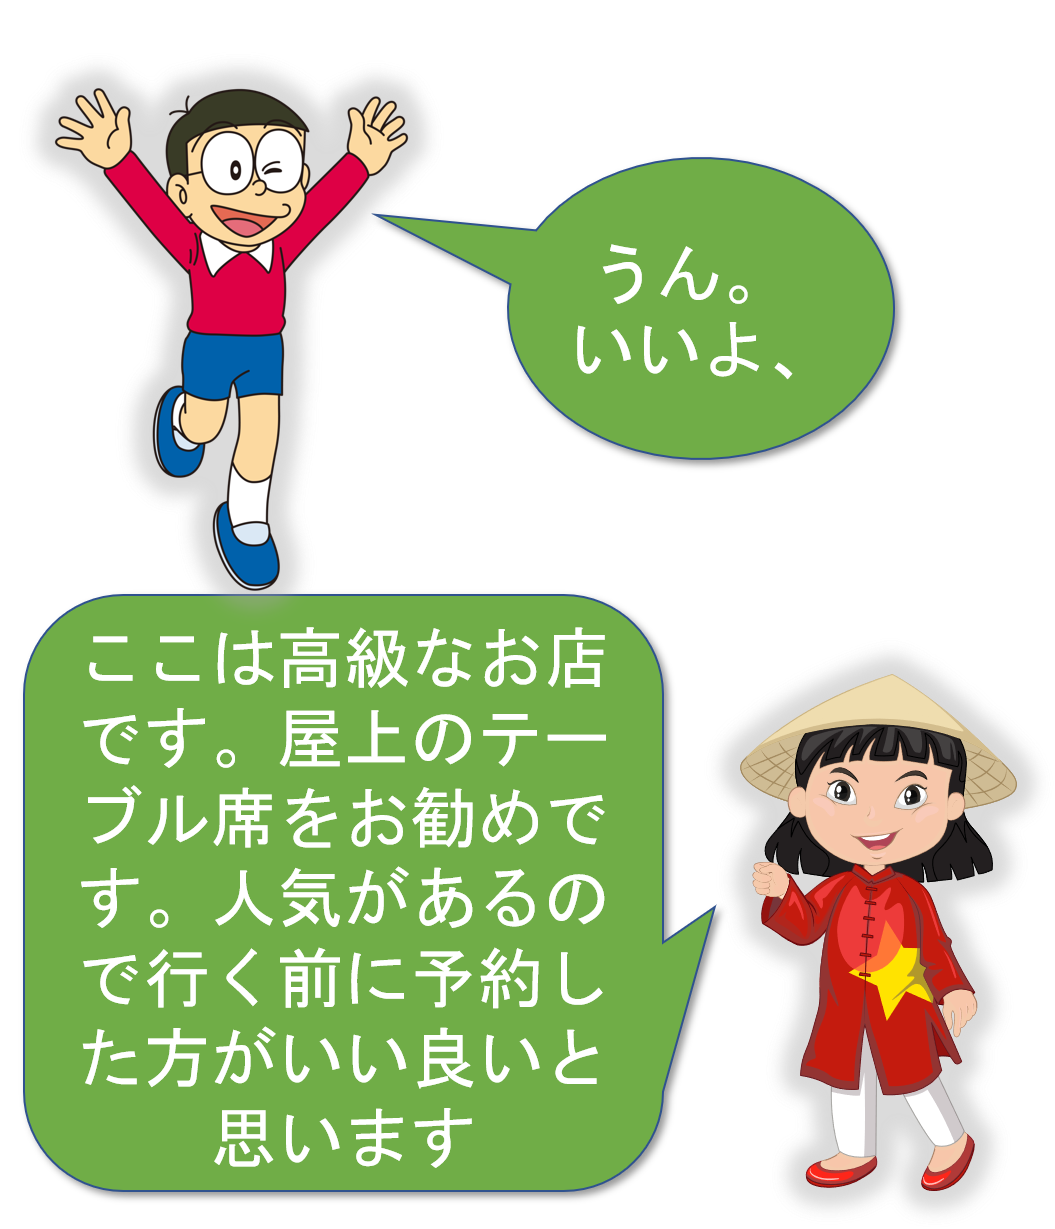 うん。
いいよ、
ここは高級なお店
です。屋上のテー
ブル席をお勧めで
す。人気があるの
で行く前に予約し
た方がいい良いと
思います